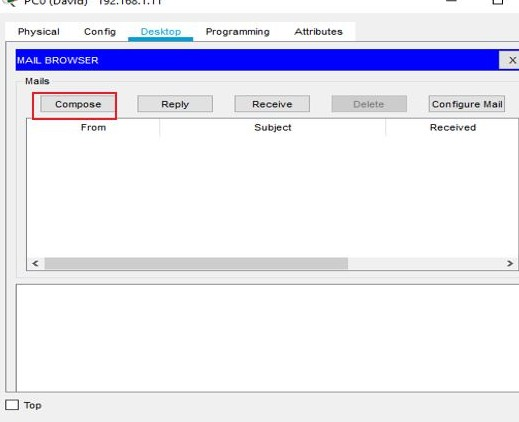 PC0 (David) 192.168.1.11
Physical Config Desktop Programming Attributes
MAIL BROWSER X
Mails
Compose Reply Receive Delete Configure Mail
From Subject Received
Top